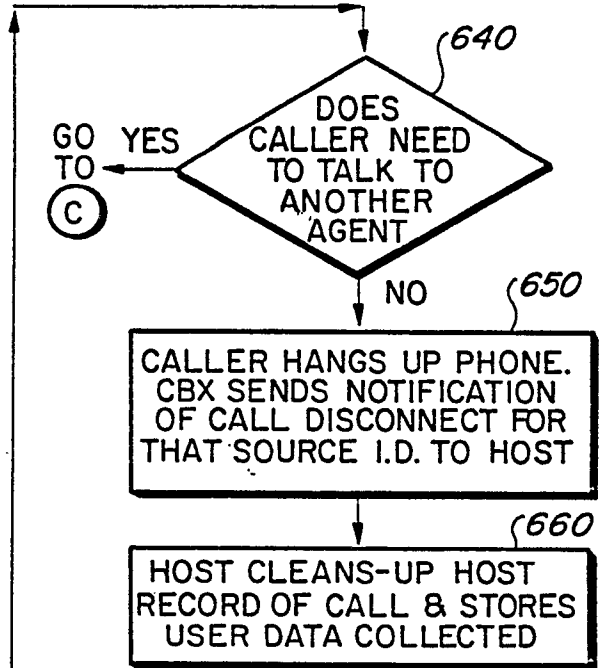 640
DOES
CALLER NEED
TO TALK TO
ANOTHER
AGENT
GO YES
TO
C
NO
650
CALLER HANGS UP PHONE.
CBX SENDS NOTIFICATION
OF CALL DISCONNECT FOR
THAT SOURCE I.D. TO HOST
660
HOST CLEANS-UP HOST
RECORD OF CALL & STORES
USER DATA COLLECTED